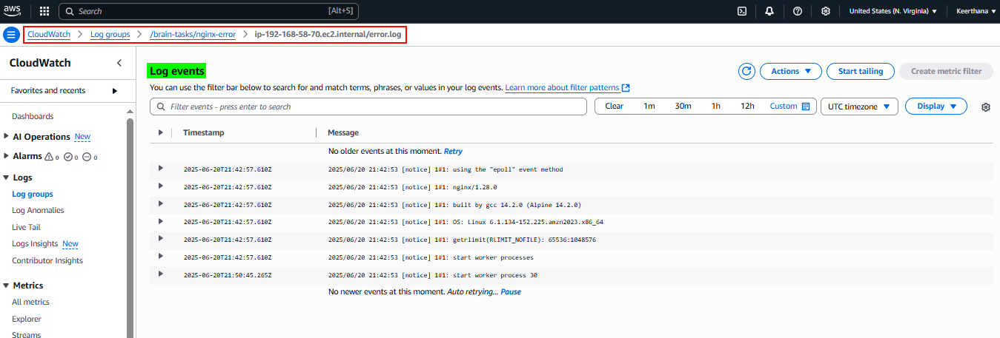 aws Search [Alt+S] United States (N. Virginia) Keerthana
CloudWatch Log groups /brain-tasks/nginx-error ip-192-168-58-70.ec2.internal/error.log
CloudWatch
Favorites and recents
Dashboards
AI Operations New
Alarms 0 0 0
Logs
Log groups
Log Anomalies
Live Tail
Logs Insights New
Contributor Insights
Metrics
All metrics
Explorer
Streams
Log events
Actions Start tailing Create metric filter
You can use the filter bar below to search for and match terms, phrases, or values in your log events. Learn more about filter patterns
Filter events - press enter to search Clear 1m 30m 1h 12h Custom UTC timezone Display
Timestamp Message
No older events at this moment. Retry
2025-06-20T21:42:57.610Z 2025/06/20 21:42:53 [notice] 1#1: using the "epoll" event method
2025-06-20T21:42:57.610Z 2025/06/20 21:42:53 [notice] 1#1: nginx/1.28.0
2025-06-20T21:42:57.610Z 2025/06/20 21:42:53 [notice] 1#1: built by gcc 14.2.0 (Alpine 14.2.0)
2025-06-20T21:42:57.610Z 2025/06/20 21:42:53 [notice] 1#1: OS: Linux 6.1.134-152.225.amzn2023.x86_64
2025-06-20T21:42:57.610Z 2025/06/20 21:42:53 [notice] 1#1: getrlimit(RLIMIT_NOFILE): 65536:1048576
2025-06-20T21:42:57.610Z 2025/06/20 21:42:53 [notice] 1#1: start worker processes
2025-06-20T21:50:45.265Z 2025/06/20 21:42:53 [notice] 1#1: start worker process 30
No newer events at this moment. Auto retrying... Pause